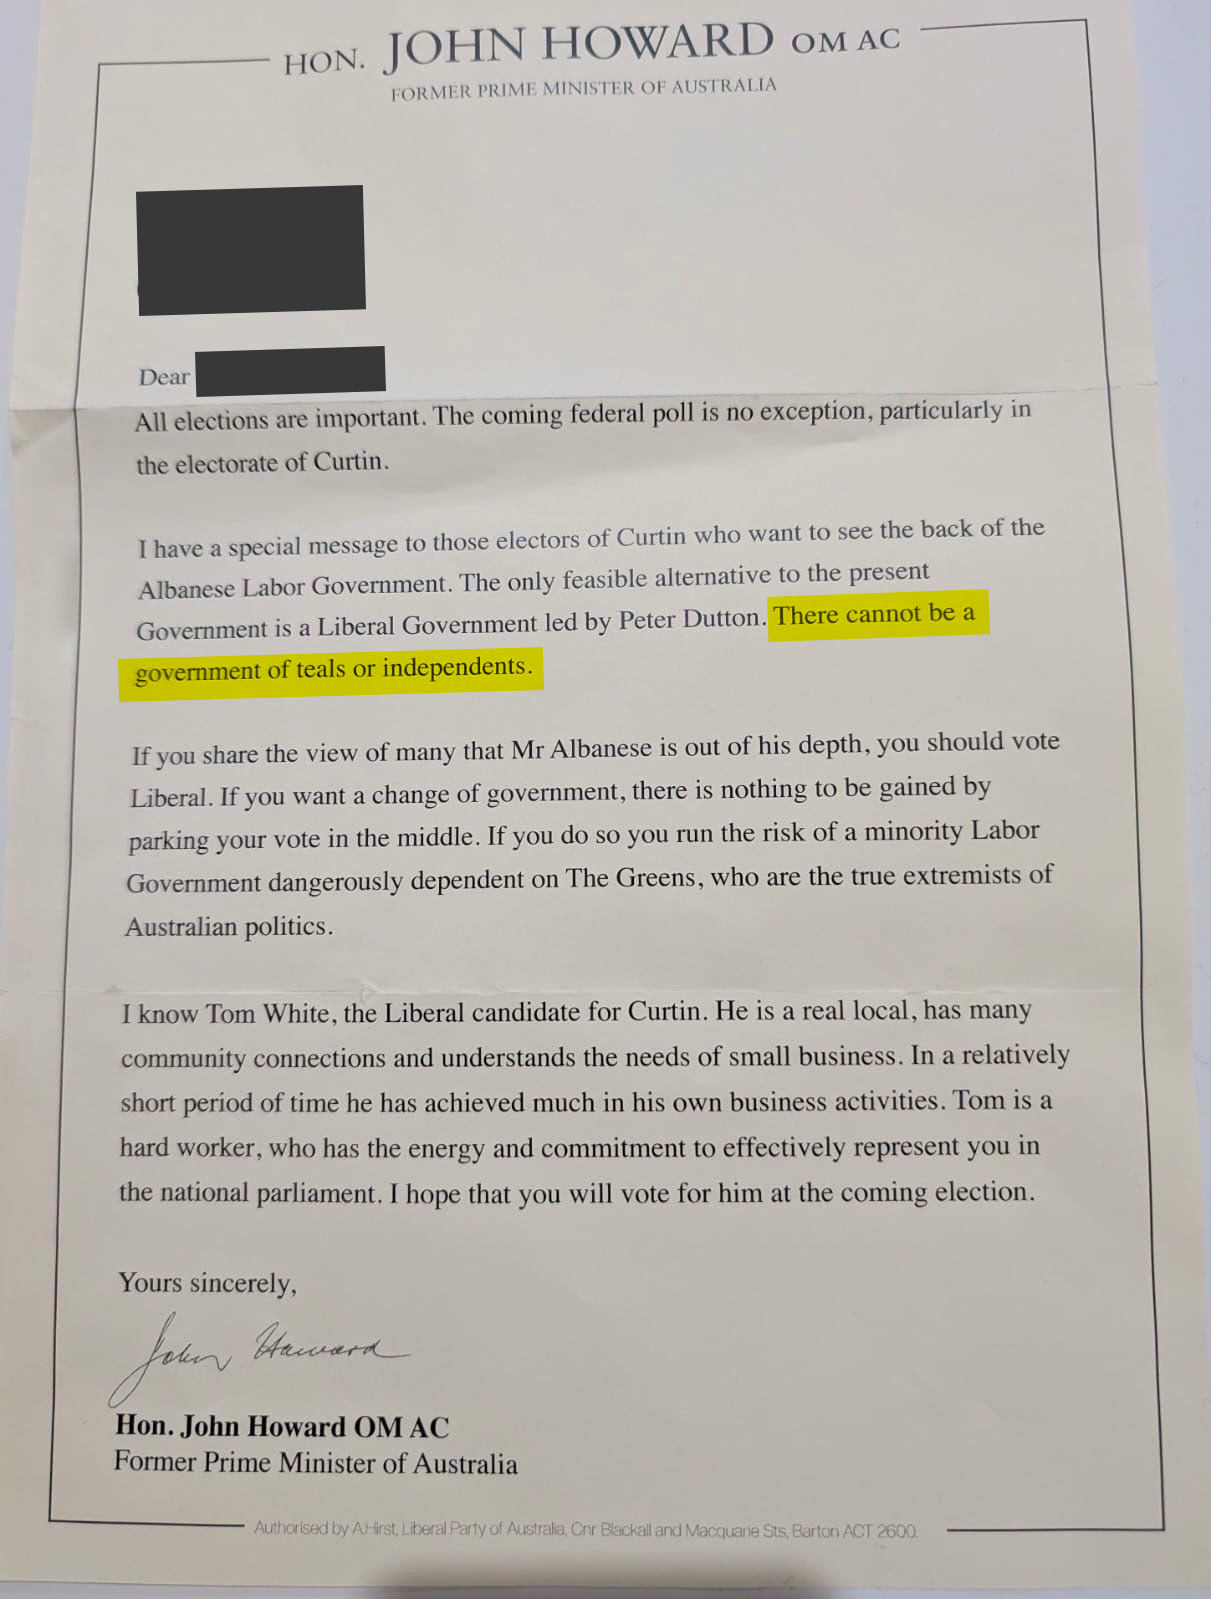 HON. JOHN HOWARD OM AC
FORMER PRIME MINISTER OF AUSTRALIA
Dear
All elections are important. The coming federal poll is no exception, particularly in
the electorate of Curtin.
I have a special message to those electors of Curtin who want to see the back of the
Albanese Labor Government. The only feasible alternative to the present
Government is a Liberal Government led by Peter Dutton. There cannot be a
government of teals or independents.
If you share the view of many that Mr Albanese is out of his depth, you should vote
Liberal. If you want a change of government, there is nothing to be gained by
parking your vote in the middle. If you do so you run the risk of a minority Labor
Government dangerously dependent on The Greens, who are the true extremists of
Australian politics.
I know Tom White, the Liberal candidate for Curtin. He is a real local, has many
community connections and understands the needs of small business. In a relatively
short period of time he has achieved much in his own business activities. Tom is a
hard worker, who has the energy and commitment to effectively represent you in
the national parliament. I hope that you will vote for him at the coming election.
Yours sincerely,
John Howard
Hon. John Howard OM AC
Former Prime Minister of Australia
Authorised by A.Hirst, Liberal Party of Australia, Cnr Blackall and Macquarie Sts, Barton ACT 2600.